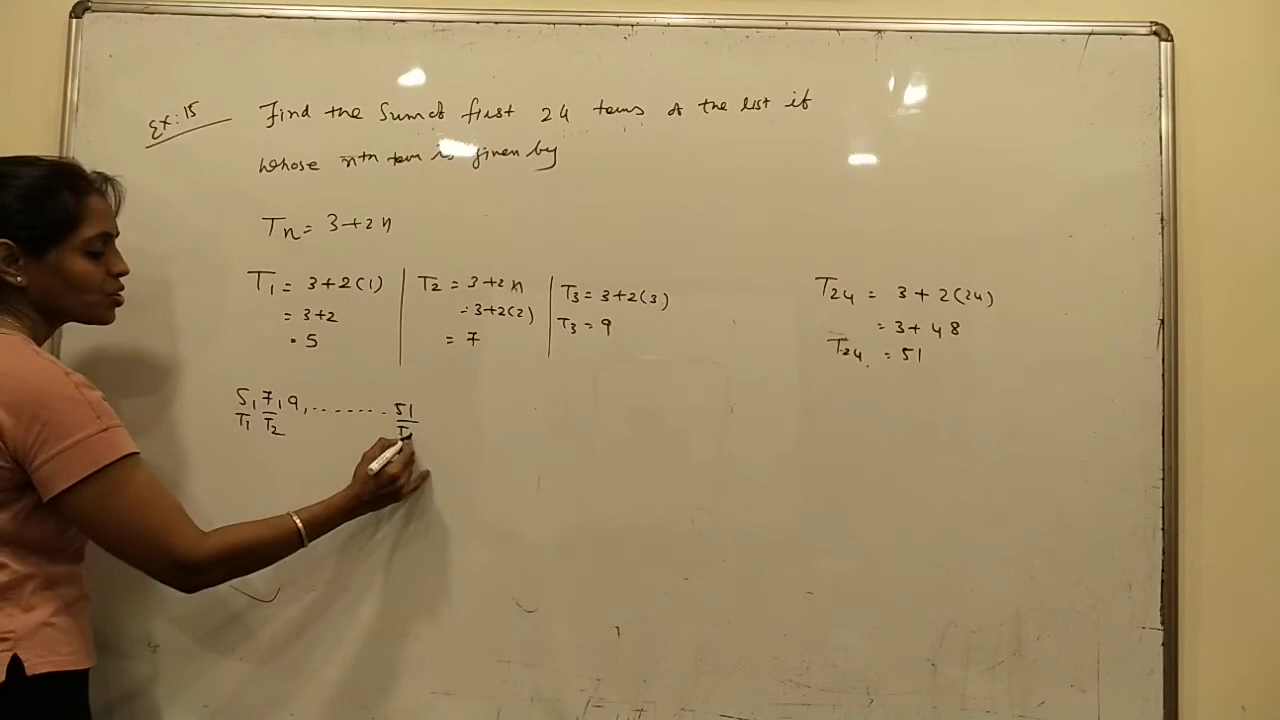 Ex: 15 Find the Sum of first 24 terms of the list if
whose nth term is given by
Tn = 3+2n
T1 = 3+2(1)
= 3+2
= 5
T2 = 3+2n
= 3+2(2)
= 7
T3 = 3+2(3)
T3 = 9
T24 = 3 + 2(24)
= 3+48
T24 = 51
5, 7, 9, ........ 51
T1 T2 T